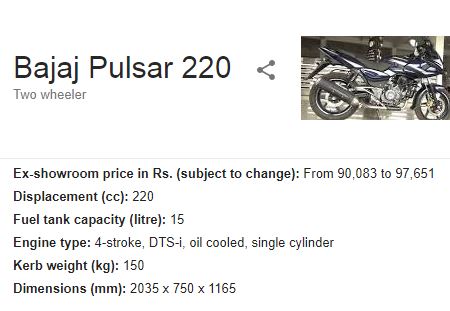 Bajaj Pulsar 220
Two wheeler
Ex-showroom price in Rs. (subject to change): From 90,083 to 97,651
Displacement (cc): 220
Fuel tank capacity (litre): 15
Engine type: 4-stroke, DTS-i, oil cooled, single cylinder
Kerb weight (kg): 150
Dimensions (mm): 2035 x 750 x 1165